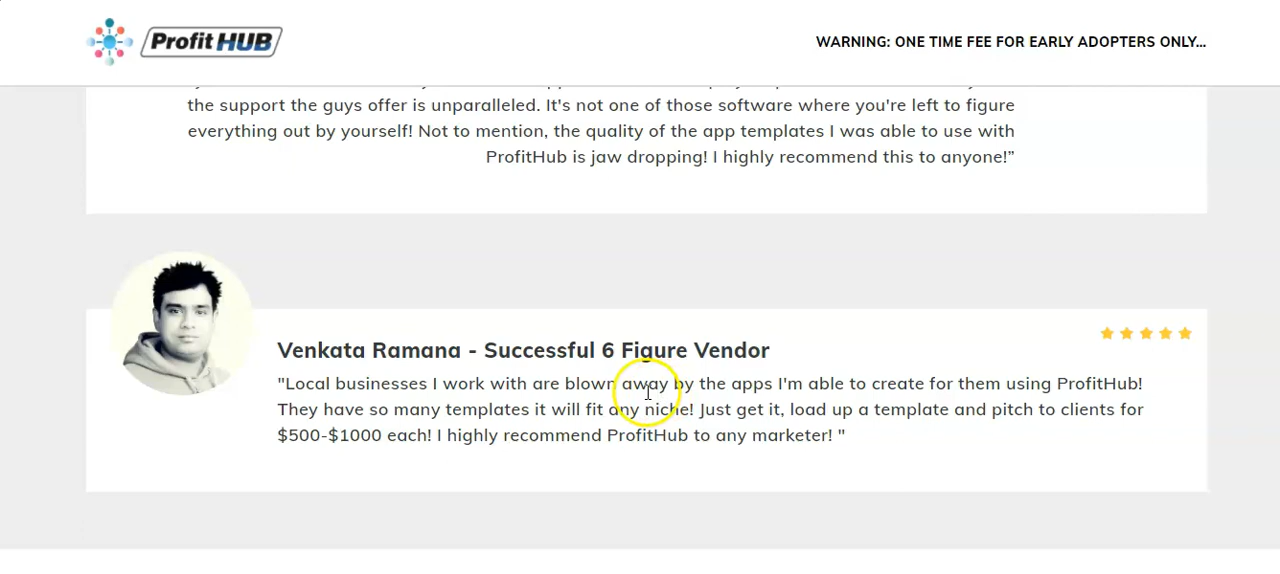 Profit HUB
WARNING: ONE TIME FEE FOR EARLY ADOPTERS ONLY...
the support the guys offer is unparalleled. It's not one of those software where you're left to figure
everything out by yourself! Not to mention, the quality of the app templates I was able to use with
ProfitHub is jaw dropping! I highly recommend this to anyone!”
Venkata Ramana - Successful 6 Figure Vendor
"Local businesses I work with are blown away by the apps I'm able to create for them using ProfitHub!
They have so many templates it will fit any niche! Just get it, load up a template and pitch to clients for
$500-$1000 each! I highly recommend ProfitHub to any marketer! "